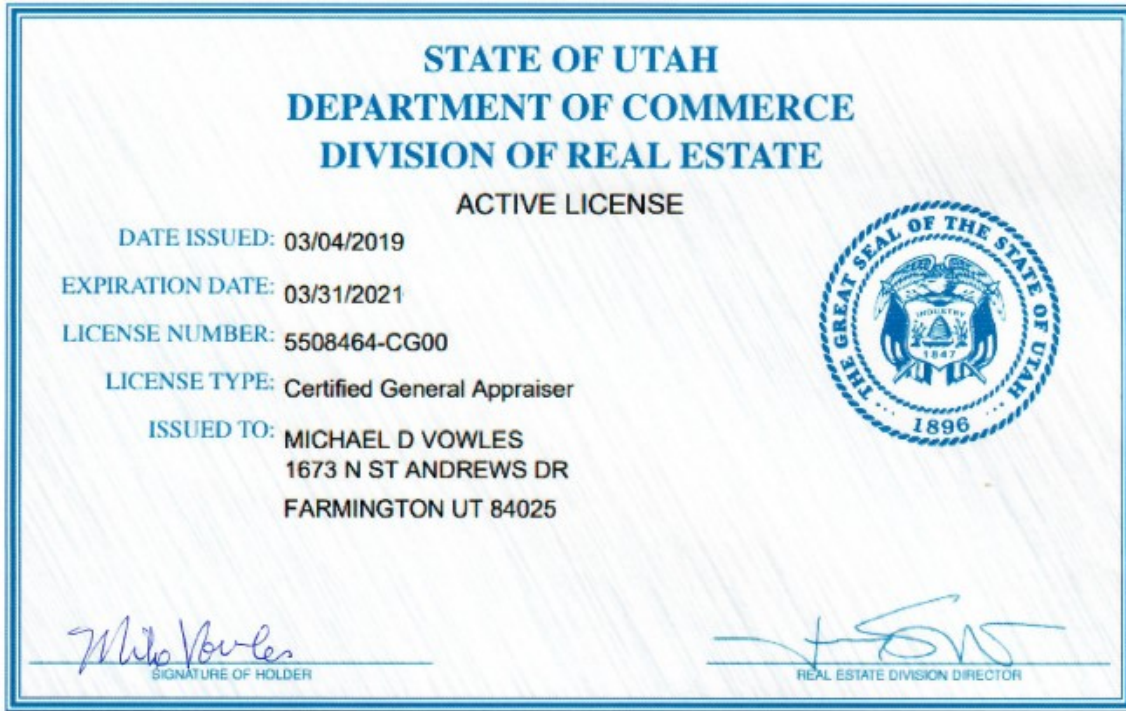 STATE OF UTAH
DEPARTMENT OF COMMERCE
DIVISION OF REAL ESTATE
ACTIVE LICENSE
DATE ISSUED: 03/04/2019
EXPIRATION DATE: 03/31/2021
LICENSE NUMBER: 5508464-CG00
LICENSE TYPE: Certified General Appraiser
ISSUED TO: MICHAEL D VOWLES
1673 N ST ANDREWS DR
FARMINGTON UT 84025
THE GREAT SEAL OF THE STATE OF UTAH
INDUSTRY
1847
1896
Mike Vowles
SIGNATURE OF HOLDER
REAL ESTATE DIVISION DIRECTOR